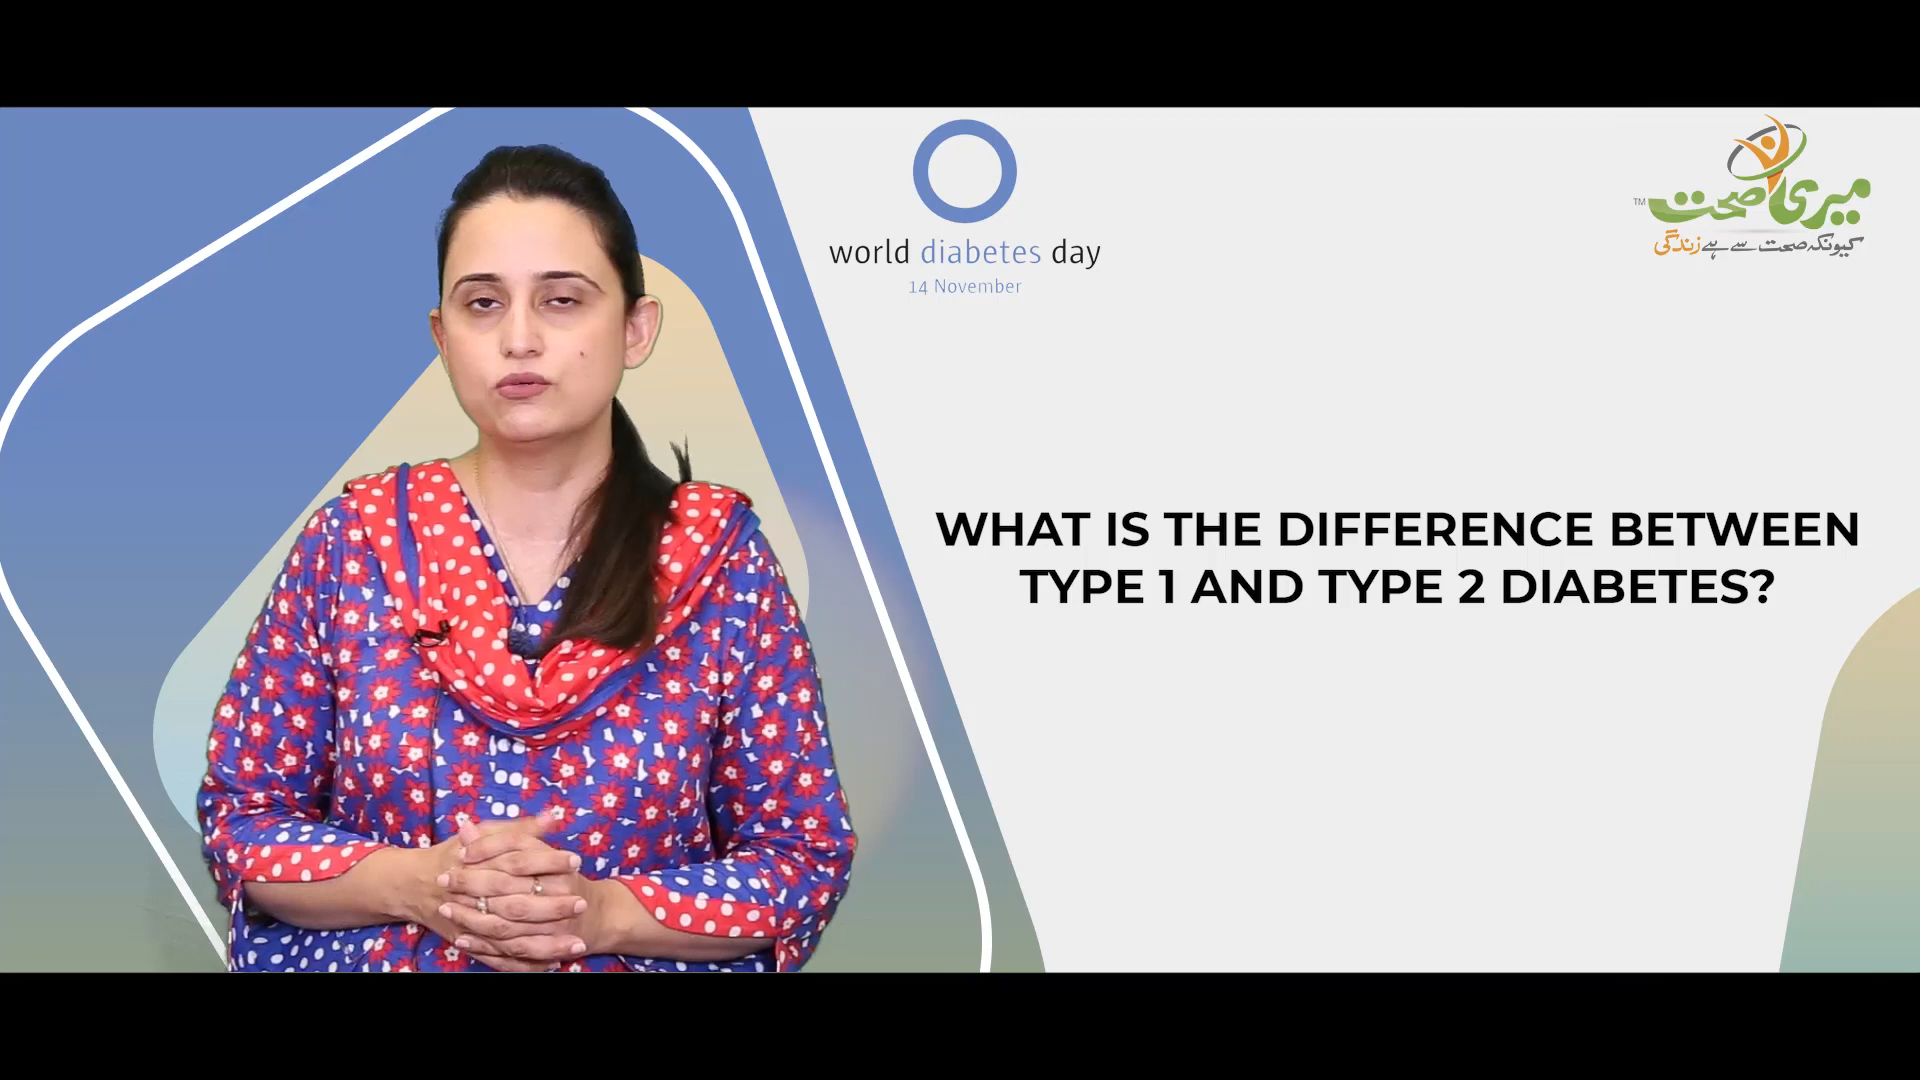 world diabetes day
14 November
میری صحت
TM
کیونکہ صحت سے ہے زندگی
WHAT IS THE DIFFERENCE BETWEEN
TYPE 1 AND TYPE 2 DIABETES?